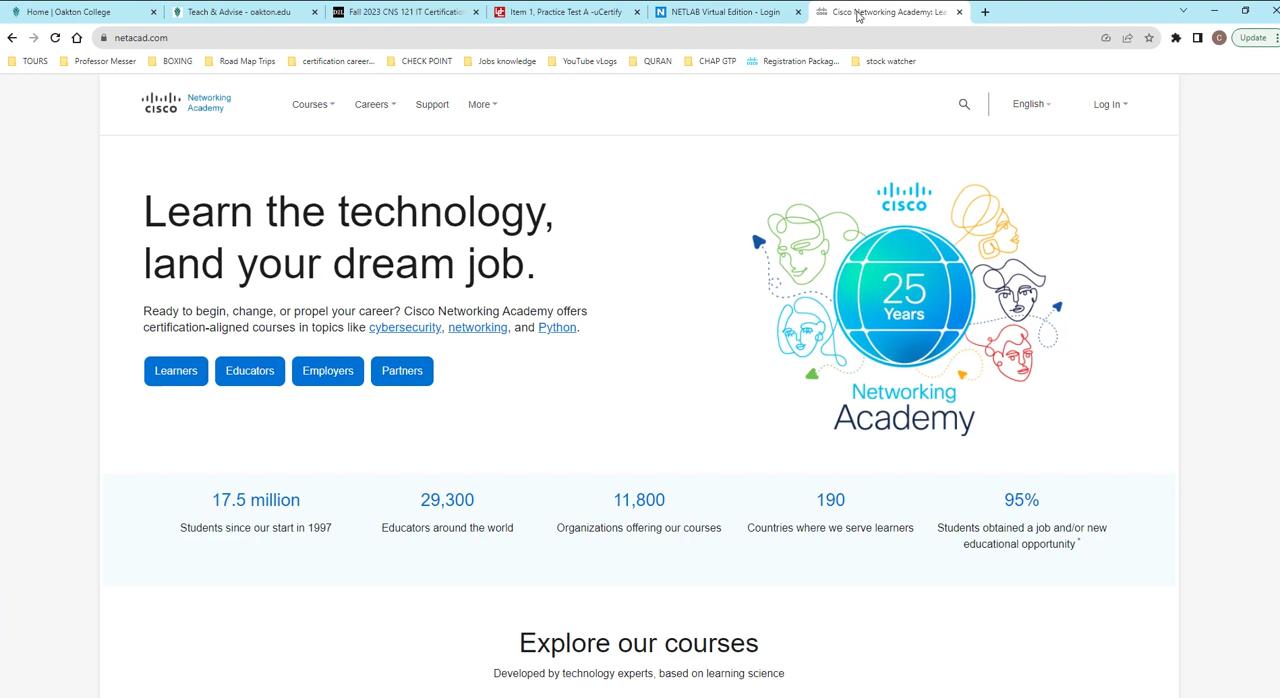 Home | Oakton College
Teach & Advise - oakton.edu
Fall 2023 CNS 121 IT Certification
Item 1, Practice Test A -uCertify
NETLAB Virtual Edition - Login
Cisco Networking Academy: Lea
netacad.com
Update
TOURS
Professor Messer
BOXING
Road Map Trips
certification career...
CHECK POINT
Jobs knowledge
YouTube vLogs
QURAN
CHAP GTP
Registration Packag...
stock watcher
CISCO
Networking
Academy
Courses
Careers
Support
More
English
Log In
Learn the technology,
land your dream job.
Ready to begin, change, or propel your career? Cisco Networking Academy offers
certification-aligned courses in topics like cybersecurity, networking, and Python.
Learners
Educators
Employers
Partners
CISCO
25
Years
Networking
Academy
17.5 million
Students since our start in 1997
29,300
Educators around the world
11,800
Organizations offering our courses
190
Countries where we serve learners
95%
Students obtained a job and/or new
educational opportunity *
Explore our courses
Developed by technology experts, based on learning science